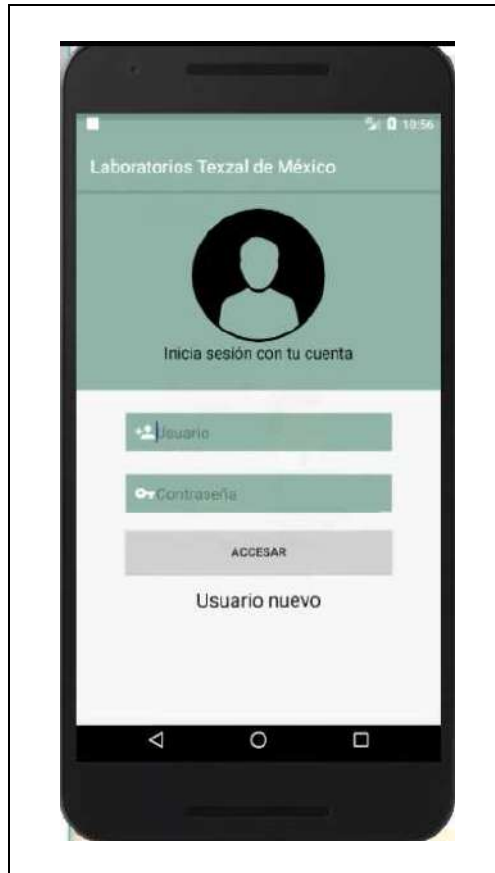 10:56
Laboratorios Texzal de México
Inicia sesión con tu cuenta
Usuario
Contraseña
ACCESAR
Usuario nuevo